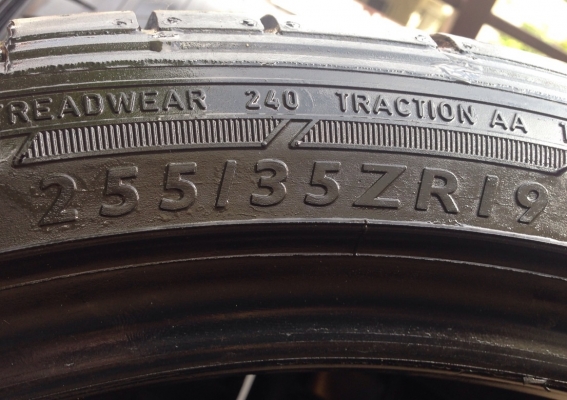 TREADWEAR 240 TRACTION AA T
255/35ZR19